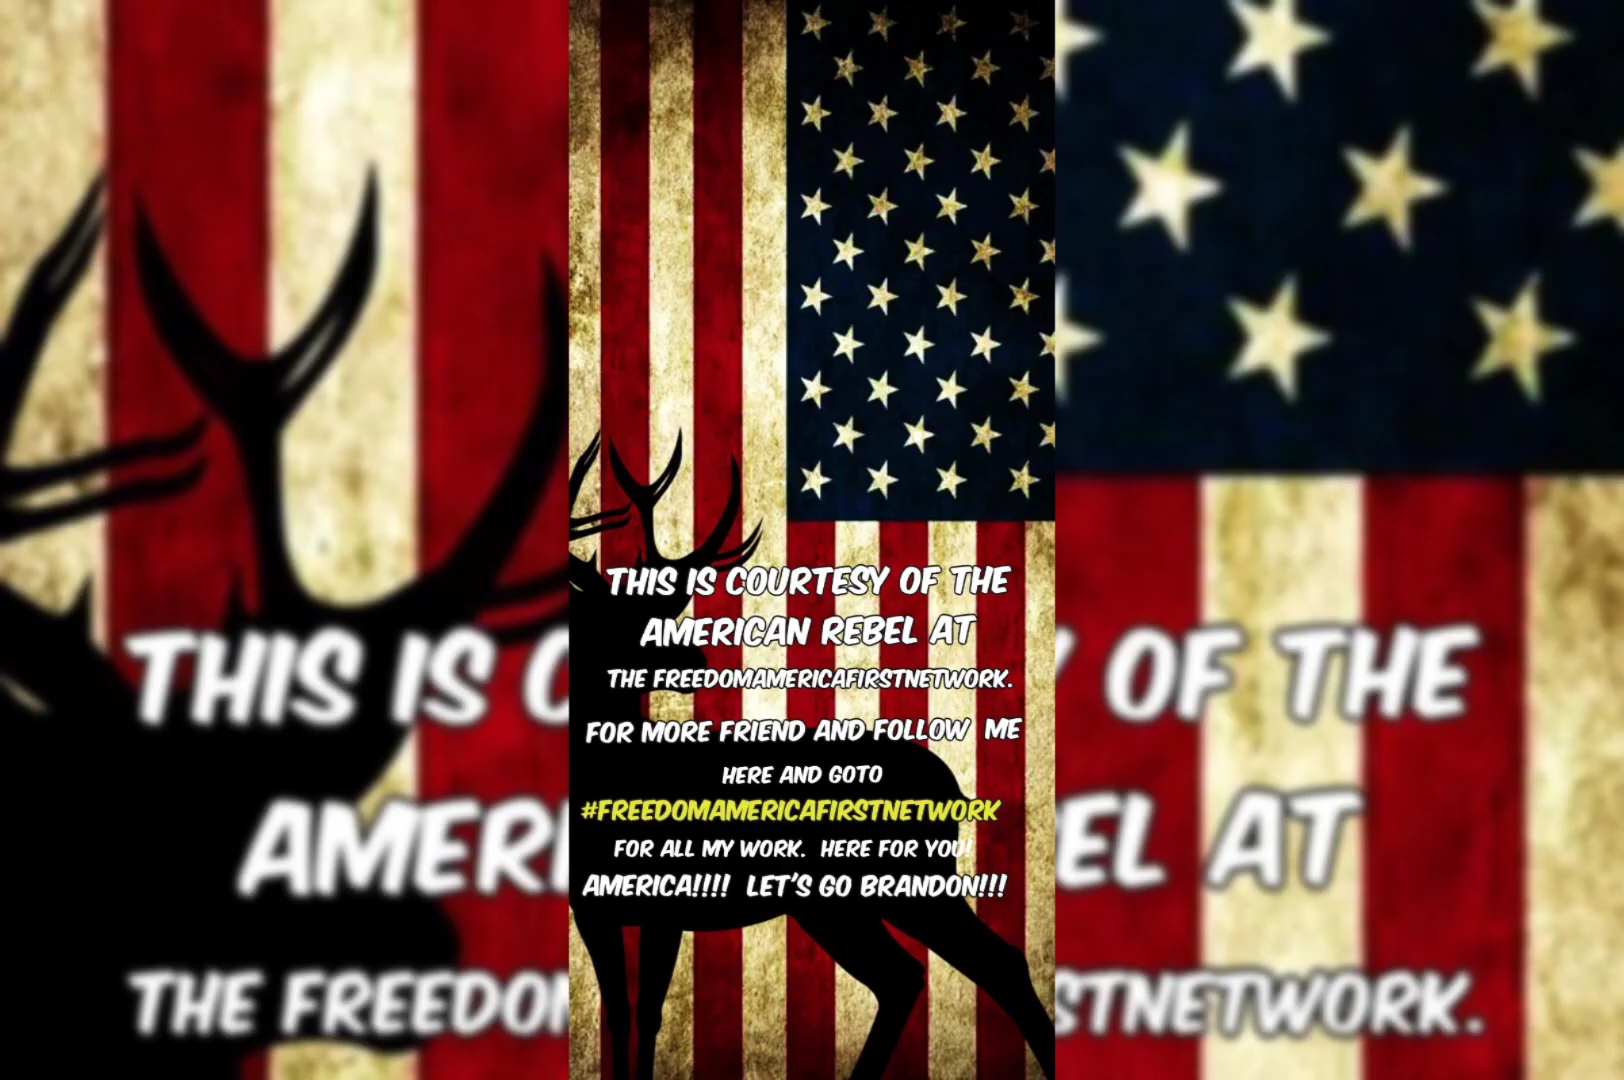 THIS IS COURTESY OF THE
AMERICAN REBEL AT
THE FREEDOMAMERICAFIRSTNETWORK.
FOR MORE FRIEND AND FOLLOW ME
HERE AND GOTO
#FREEDOMAMERICAFIRSTNETWORK
FOR ALL MY WORK. HERE FOR YOU!
AMERICA!!!! LET'S GO BRANDON!!!